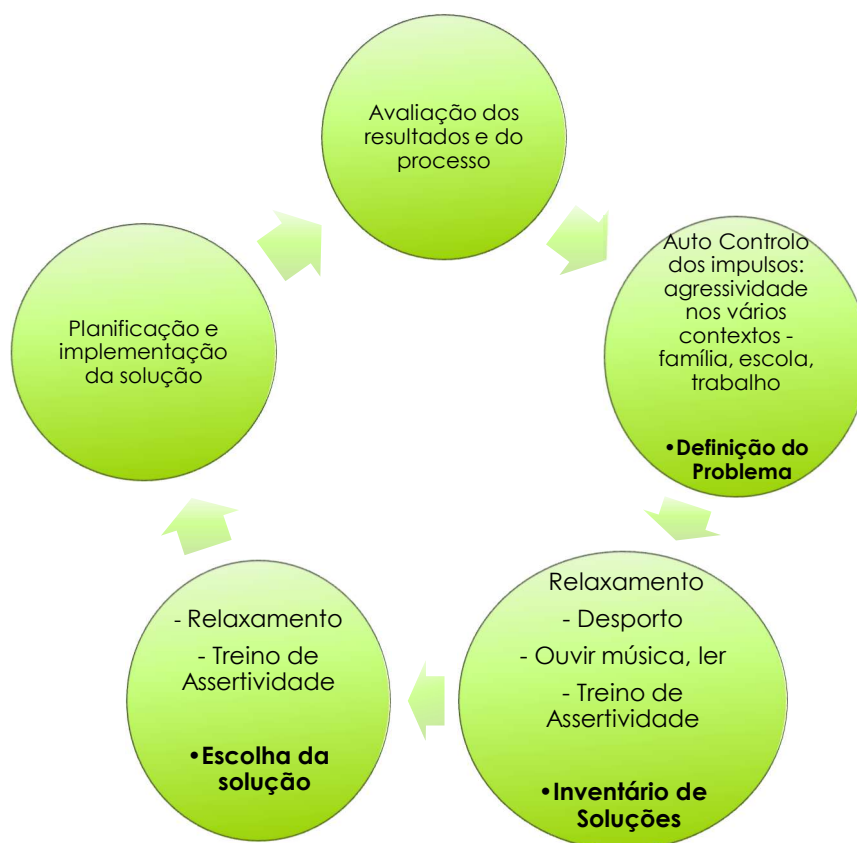 Avaliação dos
resultados e do
processo
Auto Controlo
dos impulsos:
agressividade
nos vários
contextos -
família, escola,
trabalho
•Definição do
Problema
Relaxamento
- Desporto
- Ouvir música, ler
- Treino de
Assertividade
•Inventário de
Soluções
- Relaxamento
- Treino de
Assertividade
•Escolha da
solução
Planificação e
implementação
da solução